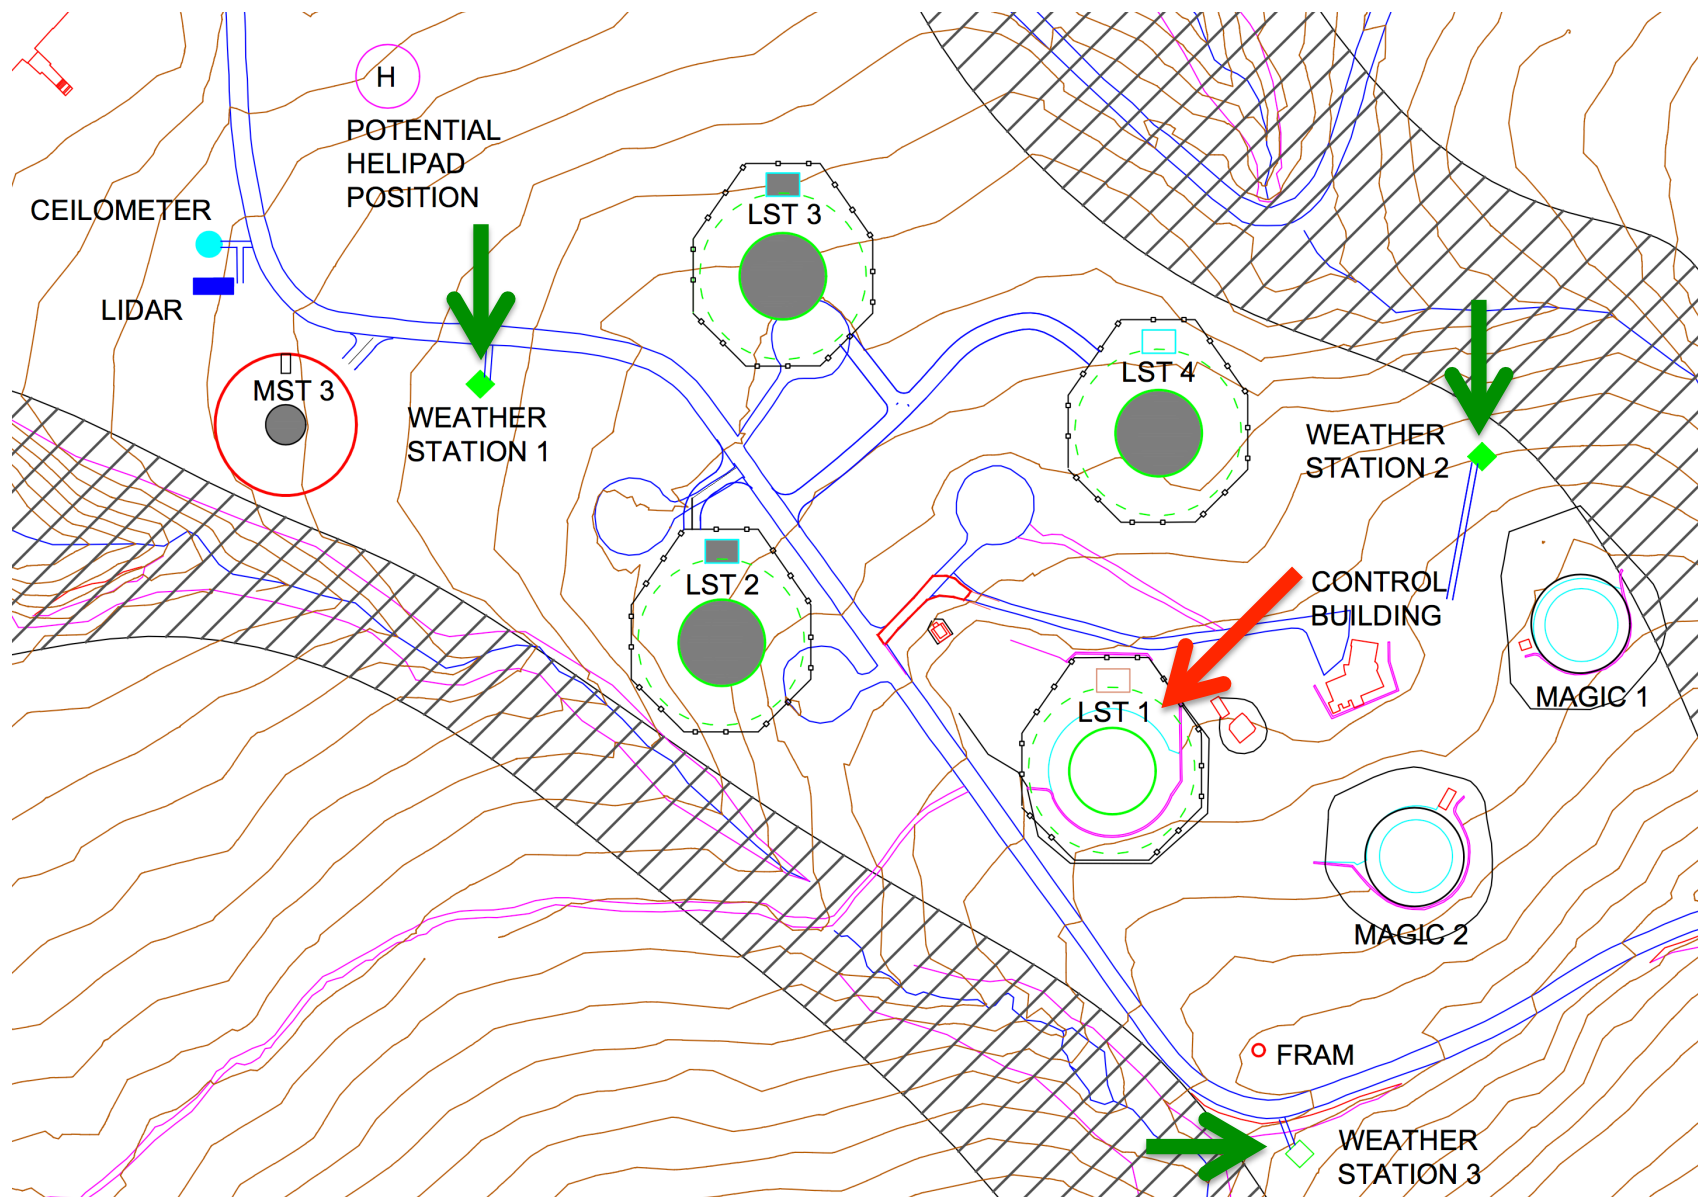 H
POTENTIAL
HELIPAD
POSITION
CEILOMETER
LIDAR
MST 3
WEATHER
STATION 1
LST 3
LST 4
WEATHER
STATION 2
LST 2
CONTROL
BUILDING
LST 1
MAGIC 1
MAGIC 2
FRAM
WEATHER
STATION 3